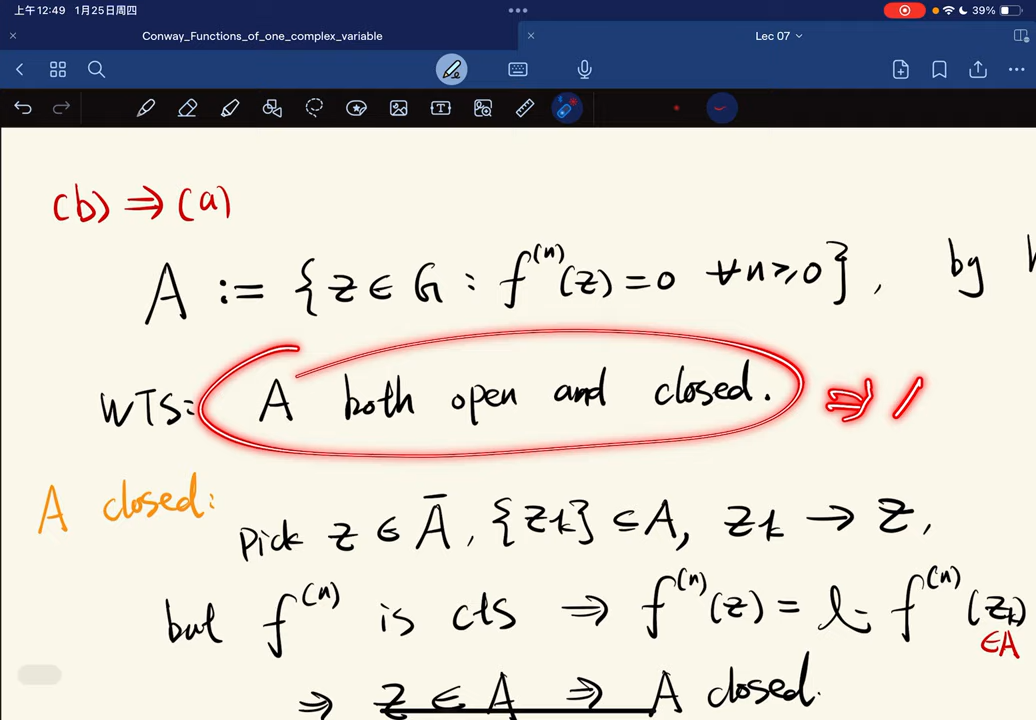 上午12:49 1月25日周四 39%
Conway_Functions_of_one_complex_variable Lec 07
(b) ⇒ (a)
A := {z ∈ G : f⁽ⁿ⁾(z) = 0 ∀n≥0}, by
WTS: A both open and closed. ⇒
A closed: Pick z ∈ Ā, {zk} ⊆ A, zk → z,
but f⁽ⁿ⁾ is cts ⇒ f⁽ⁿ⁾(z) = f⁽ⁿ⁾(zk)
∈A
⇒ z ∈ A ⇒ A closed.